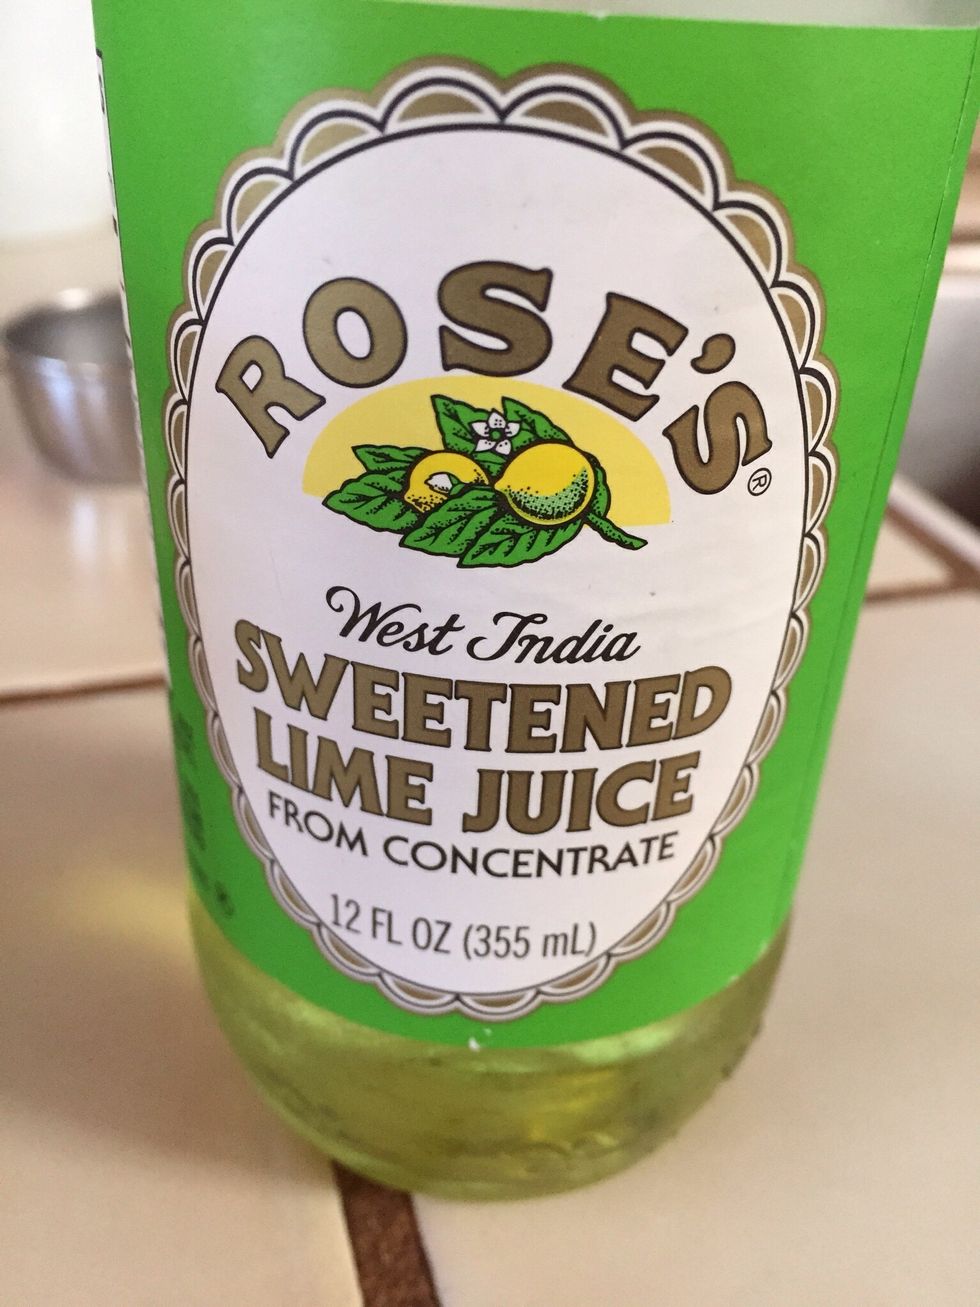 ROSE'S®
West India
SWEETENED
LIME JUICE
FROM CONCENTRATE
12 FL OZ (355 mL)